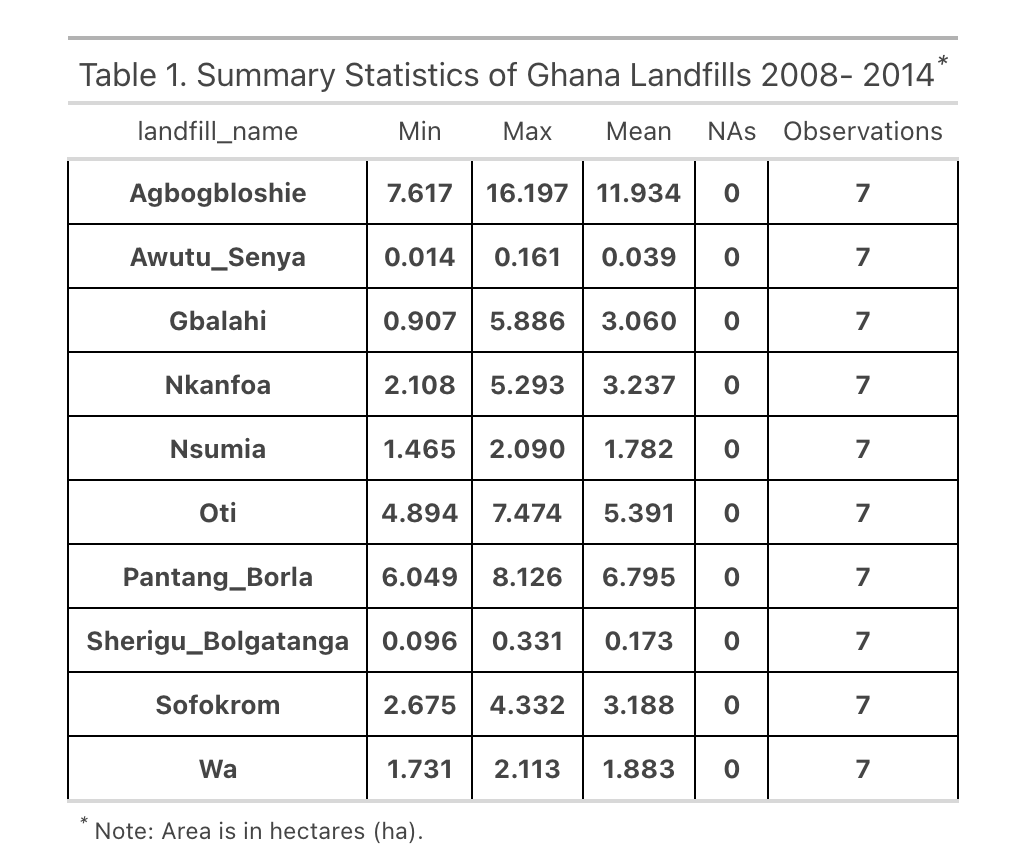 Table 1. Summary Statistics of Ghana Landfills 2008- 2014*
landfill_name Min Max Mean NAs Observations
Agbogbloshie 7.617 16.197 11.934 0 7
Awutu_Senya 0.014 0.161 0.039 0 7
Gbalahi 0.907 5.886 3.060 0 7
Nkanfoa 2.108 5.293 3.237 0 7
Nsumia 1.465 2.090 1.782 0 7
Oti 4.894 7.474 5.391 0 7
Pantang_Borla 6.049 8.126 6.795 0 7
Sherigu_Bolgatanga 0.096 0.331 0.173 0 7
Sofokrom 2.675 4.332 3.188 0 7
Wa 1.731 2.113 1.883 0 7
* Note: Area is in hectares (ha).